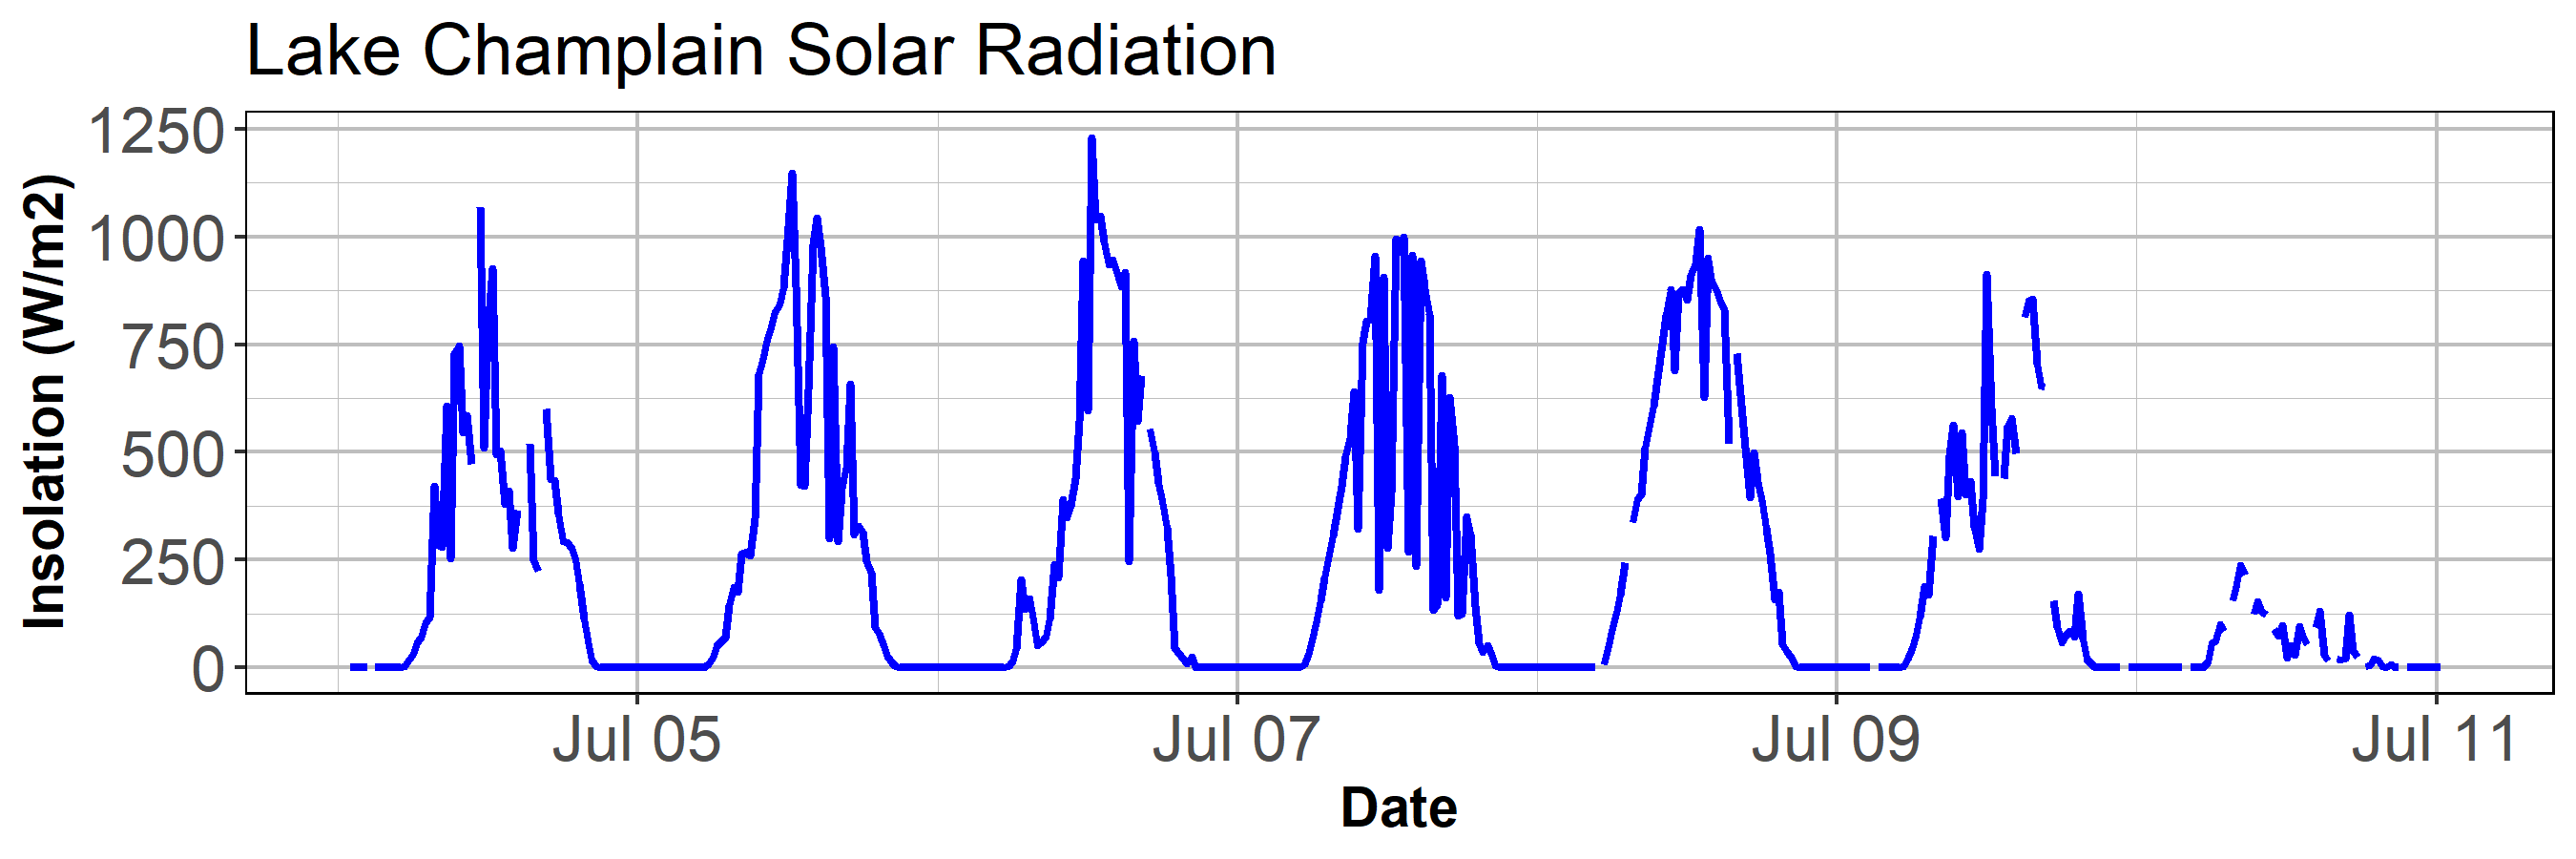 Lake Champlain Solar Radiation
Insolation (W/m2)
1250
1000
750
500
250
0
Jul 05
Jul 07
Jul 09
Jul 11
Date